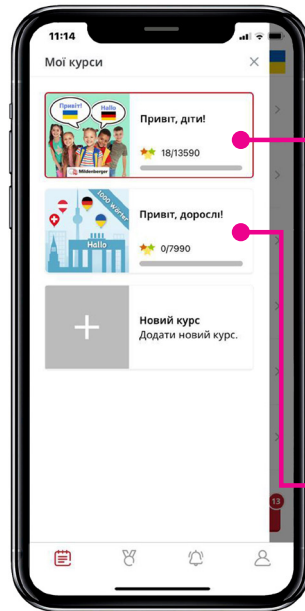 11:14
Мої курси
Привіт!
Hallo
Mildenberger
Привіт, діти!
18/13590
1000 Wörter
Hallo
Привіт, дорослі!
0/7990
Новий курс
Додати новий курс.
13